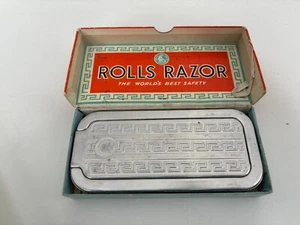 ROLLS RAZOR
THE WORLD'S BEST SAFETY